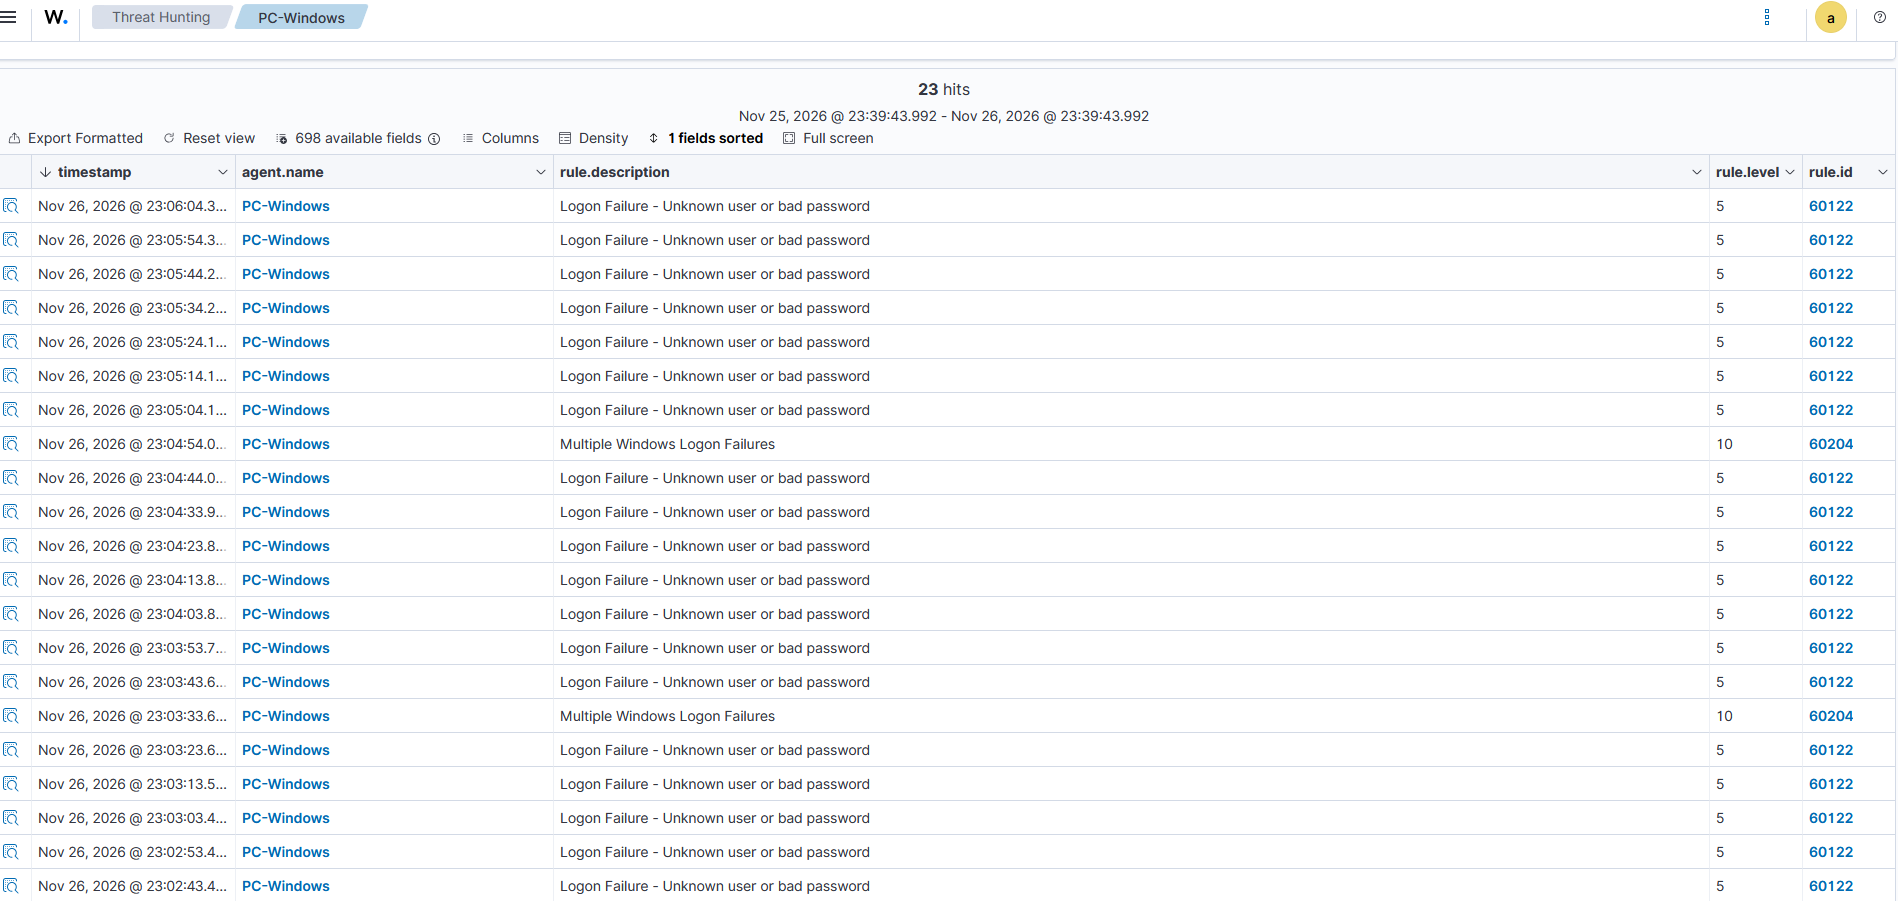 W. Threat Hunting PC-Windows a
23 hits
Nov 25, 2026 @ 23:39:43.992 - Nov 26, 2026 @ 23:39:43.992
Export Formatted Reset view 698 available fields Columns Density 1 fields sorted Full screen
timestamp agent.name rule.description rule.level rule.id
Nov 26, 2026 @ 23:06:04.3... PC-Windows Logon Failure - Unknown user or bad password 5 60122
Nov 26, 2026 @ 23:05:54.3... PC-Windows Logon Failure - Unknown user or bad password 5 60122
Nov 26, 2026 @ 23:05:44.2... PC-Windows Logon Failure - Unknown user or bad password 5 60122
Nov 26, 2026 @ 23:05:34.2... PC-Windows Logon Failure - Unknown user or bad password 5 60122
Nov 26, 2026 @ 23:05:24.1... PC-Windows Logon Failure - Unknown user or bad password 5 60122
Nov 26, 2026 @ 23:05:14.1... PC-Windows Logon Failure - Unknown user or bad password 5 60122
Nov 26, 2026 @ 23:05:04.1... PC-Windows Logon Failure - Unknown user or bad password 5 60122
Nov 26, 2026 @ 23:04:54.0... PC-Windows Multiple Windows Logon Failures 10 60204
Nov 26, 2026 @ 23:04:44.0... PC-Windows Logon Failure - Unknown user or bad password 5 60122
Nov 26, 2026 @ 23:04:33.9... PC-Windows Logon Failure - Unknown user or bad password 5 60122
Nov 26, 2026 @ 23:04:23.8... PC-Windows Logon Failure - Unknown user or bad password 5 60122
Nov 26, 2026 @ 23:04:13.8... PC-Windows Logon Failure - Unknown user or bad password 5 60122
Nov 26, 2026 @ 23:04:03.8... PC-Windows Logon Failure - Unknown user or bad password 5 60122
Nov 26, 2026 @ 23:03:53.7... PC-Windows Logon Failure - Unknown user or bad password 5 60122
Nov 26, 2026 @ 23:03:43.6... PC-Windows Logon Failure - Unknown user or bad password 5 60122
Nov 26, 2026 @ 23:03:33.6... PC-Windows Multiple Windows Logon Failures 10 60204
Nov 26, 2026 @ 23:03:23.6... PC-Windows Logon Failure - Unknown user or bad password 5 60122
Nov 26, 2026 @ 23:03:13.5... PC-Windows Logon Failure - Unknown user or bad password 5 60122
Nov 26, 2026 @ 23:03:03.4... PC-Windows Logon Failure - Unknown user or bad password 5 60122
Nov 26, 2026 @ 23:02:53.4... PC-Windows Logon Failure - Unknown user or bad password 5 60122
Nov 26, 2026 @ 23:02:43.4... PC-Windows Logon Failure - Unknown user or bad password 5 60122